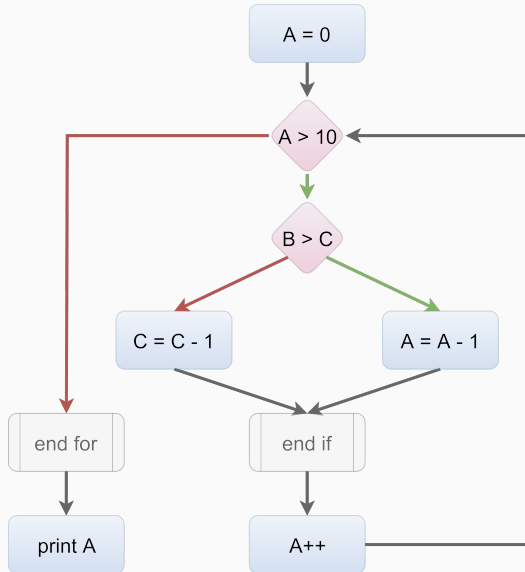 A = 0
A > 10
B > C
C = C - 1
A = A - 1
end for
end if
print A
A++